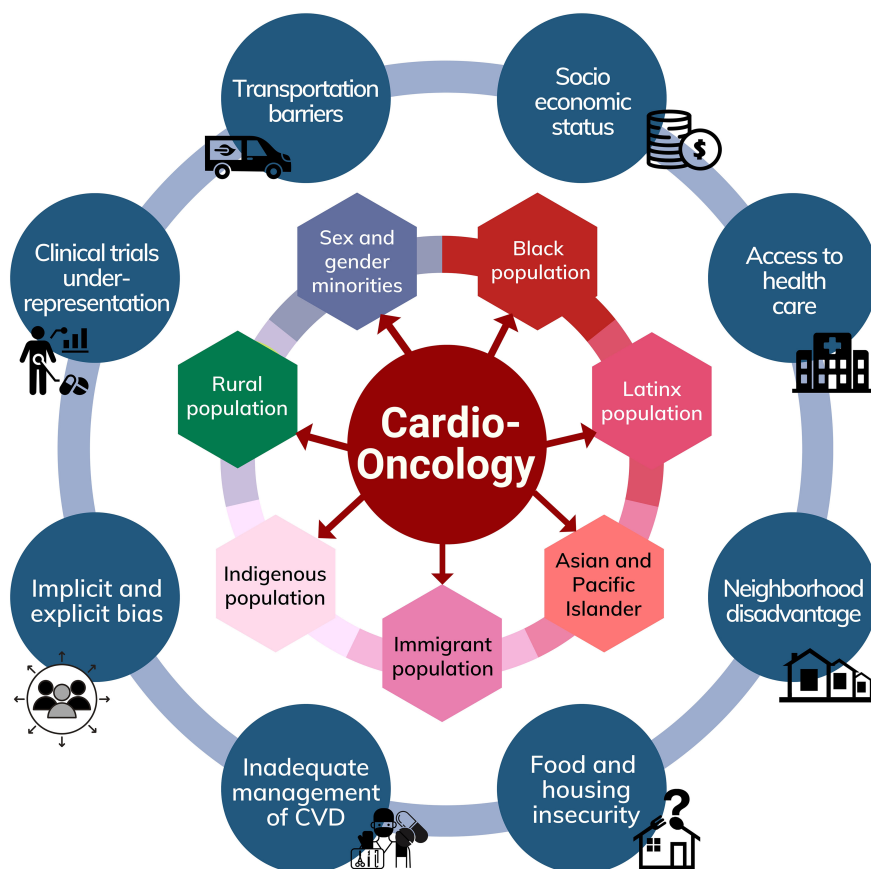 Transportation
barriers
Socio
economic
status
Clinical trials
under-
representation
Access to
health
care
Sex and
gender
minorities
Black
population
Rural
population
Latinx
population
Cardio-
Oncology
Indigenous
population
Asian and
Pacific
Islander
Immigrant
population
Implicit and
explicit bias
Neighborhood
disadvantage
Inadequate
management
of CVD
Food and
housing
insecurity
$
?